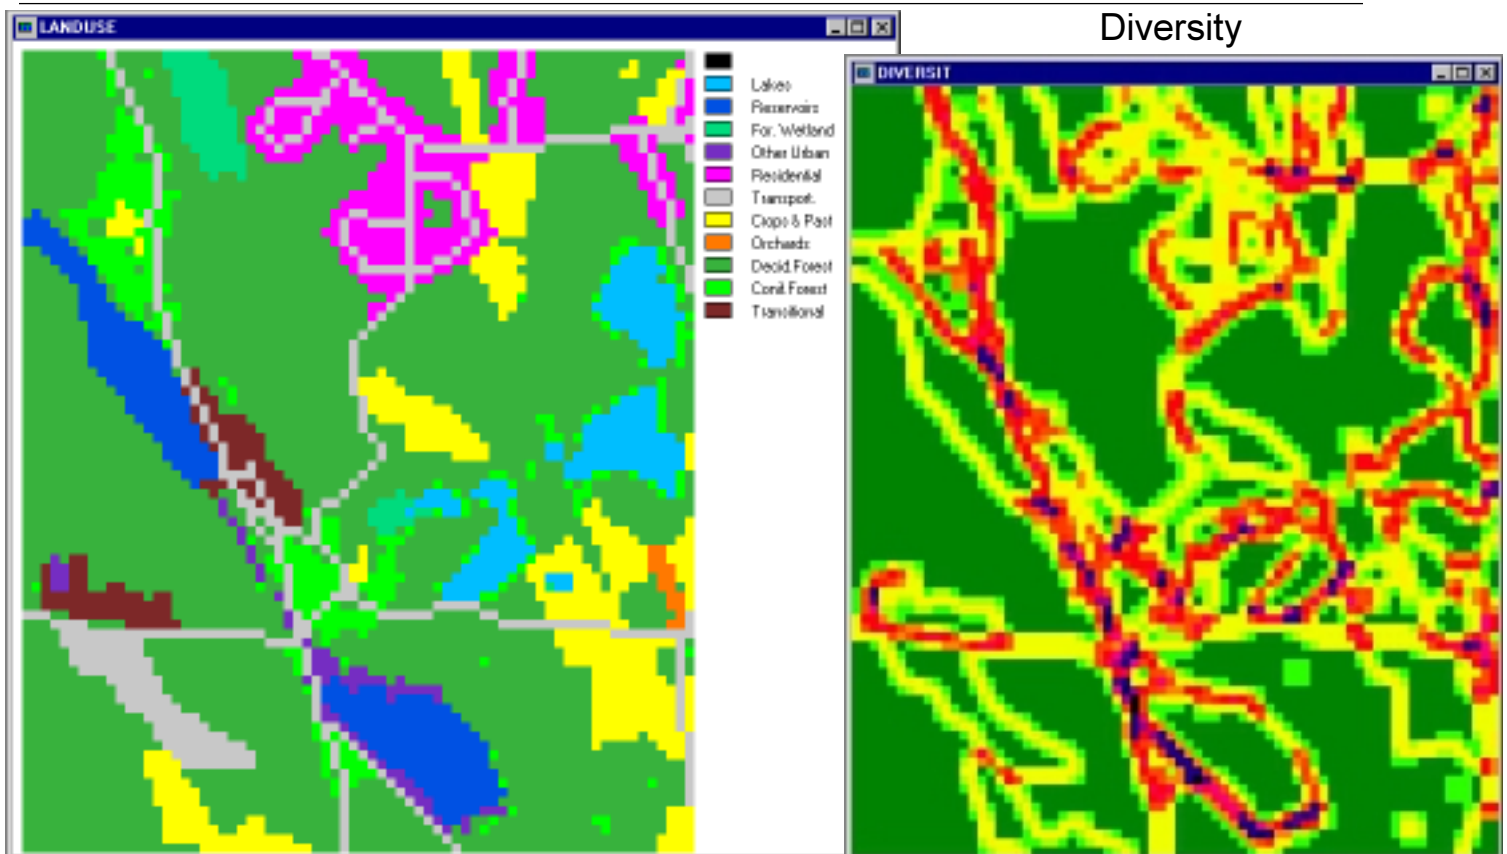 Diversity
LANDUSE
DIVERSIT
Lakes
Reservoirs
For. Wetland
Other Urban
Residential
Transport.
Crops & Past
Orchards
Decid.Forest
Conif.Forest
Transitional